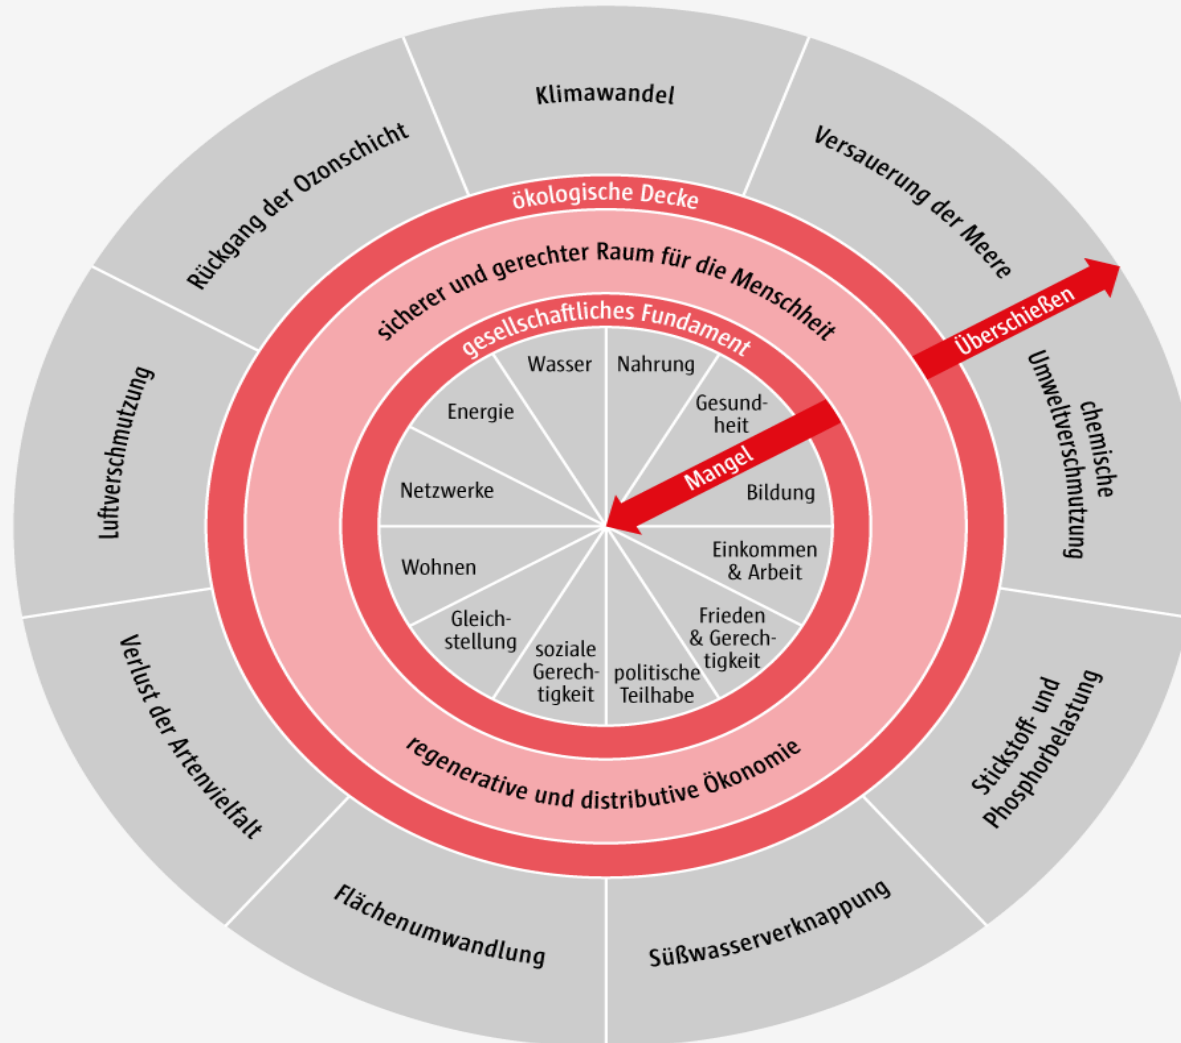 Klimawandel
Versauerung der Meere
Überschießen
chemische
Umweltverschmutzung
Stickstoff- und
Phosphorbelastung
Süßwasserverknappung
Flächenumwandlung
Verlust der Artenvielfalt
Luftverschmutzung
Rückgang der Ozonschicht
ökologische Decke
sicherer und gerechter Raum für die Menschheit
gesellschaftliches Fundament
Wasser
Nahrung
Gesund-
heit
Mangel
Bildung
Einkommen
& Arbeit
Frieden
& Gerech-
tigkeit
politische
Teilhabe
soziale
Gerech-
tigkeit
Gleich-
stellung
Wohnen
Netzwerke
Energie
regenerative und distributive Ökonomie